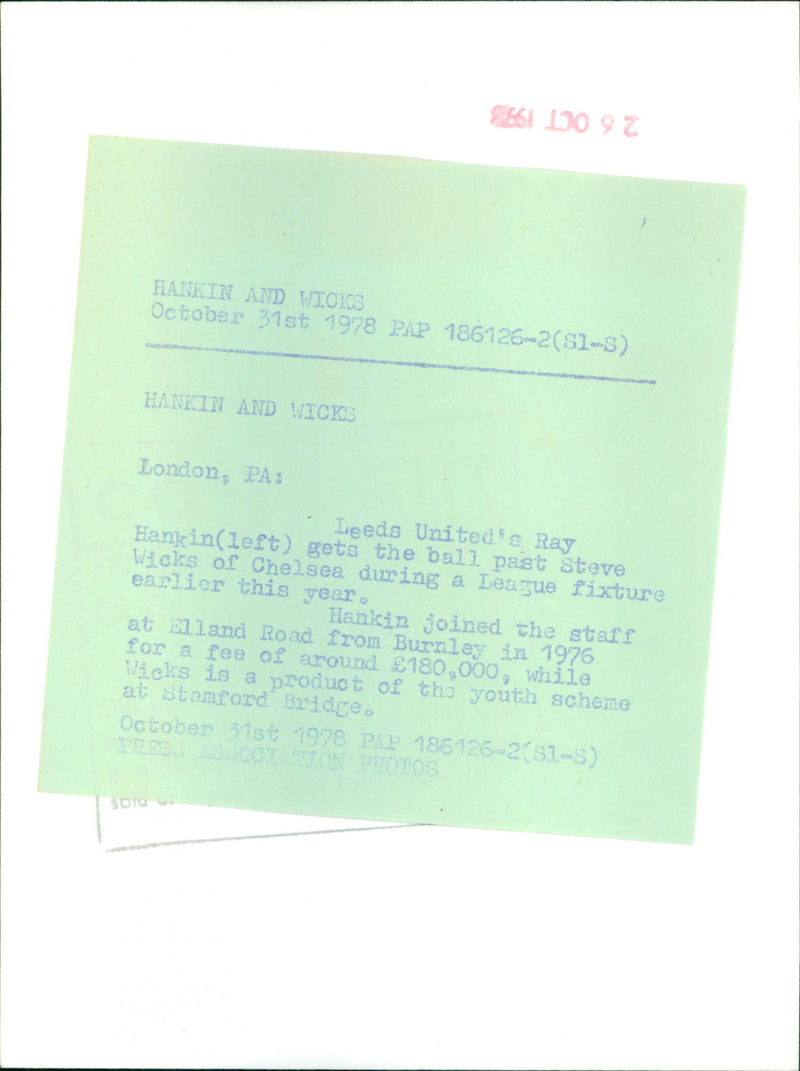 26 OCT 1993
HANKIN AND WICKS
October 31st 1978 PAP 186126-2(Sl-S)
HANKIN AND WICKS
London, PA:
Leeds United's Ray
Hankin(left) gets the ball past Steve
Wicks of Chelsea during a League fixture
earlier this year.
Hankin joined the staff
at Elland Road from Burnley in 1976
for a fee of around £180,000, while
Wicks is a product of the youth scheme
at Stamford Bridge.
October 31st 1978 PAP 186126-2(Sl-S)
PRESS ASSOCIATION PHOTOS